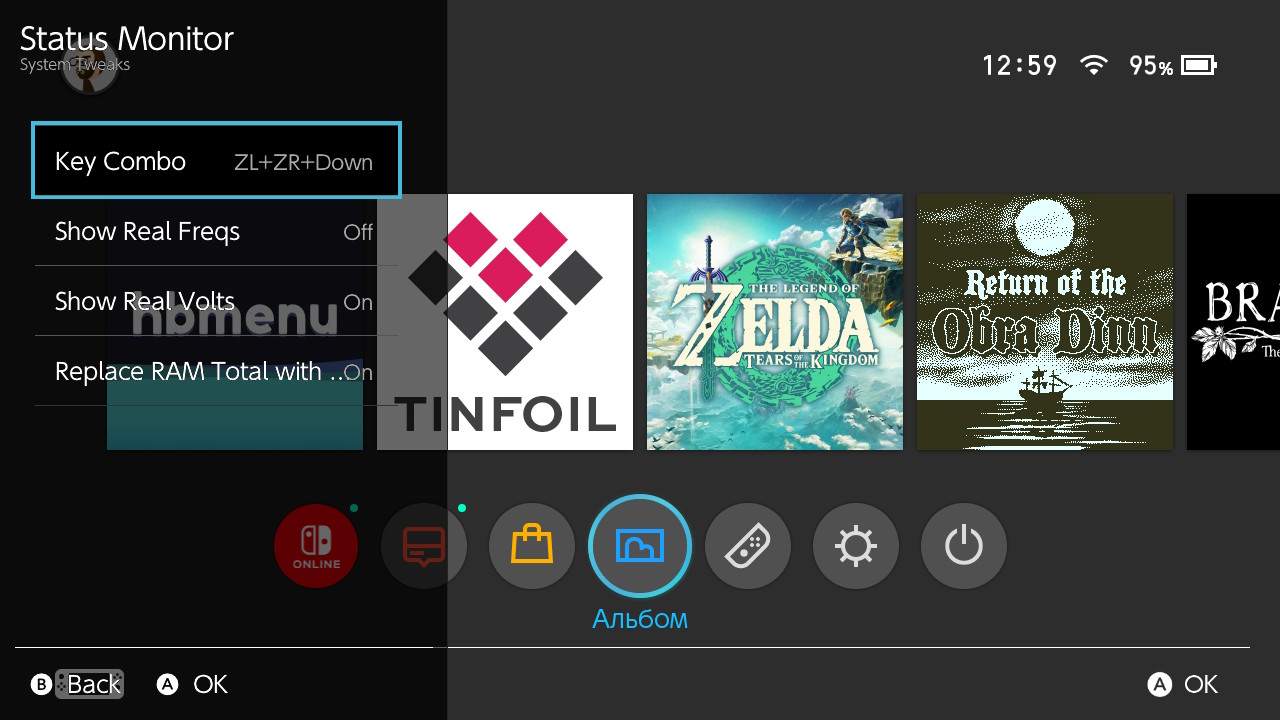 Status Monitor
System Tweaks
12:59
95%
Key Combo ZL+ZR+Down
Show Real Freqs Off
Show Real Volts On
Replace RAM Total with ... On
hbmenu
TINFOIL
THE LEGEND OF
ZELDA
TEARS OF THE KINGDOM
Return of the
Obra Dinn
BRA
The
ONLINE
Альбом
B Back A OK
A OK